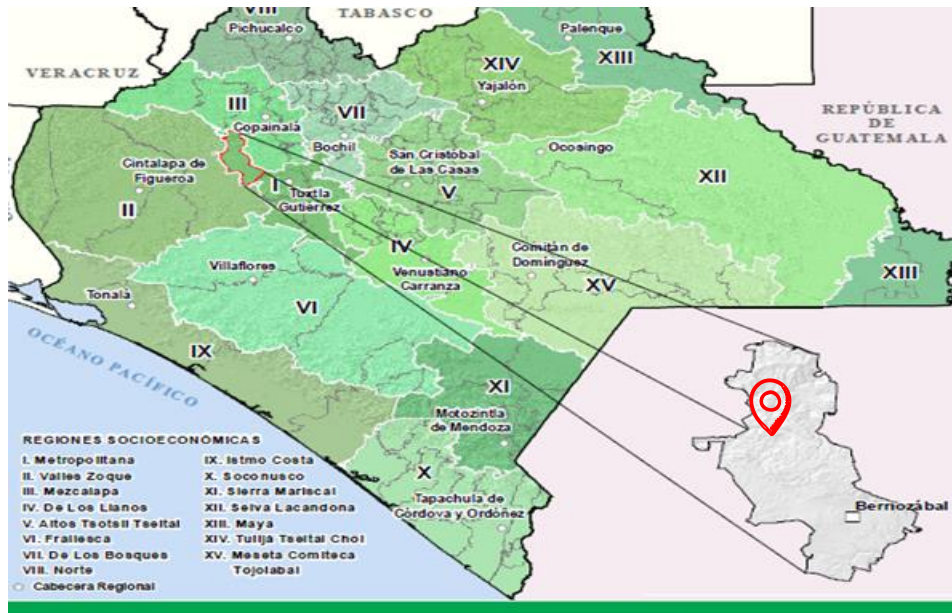 VIII
Pichucalco
TABASCO
Palenque
XIII
VERACRUZ
XIV
Yajalón
III
Copainalá
VII
Bochil
REPÚBLICA
DE
GUATEMALA
Cintalapa de
Figueroa
II
San Cristóbal
de Las Casas
V
Ocosingo
XII
I
Tuxtla
Gutiérrez
IV
Venustiano
Carranza
Comitán de
Domínguez
XV
XIII
Villaflores
VI
Tonalá
IX
OCÉANO PACÍFICO
XI
Motozintla
de Mendoza
X
Tapachula de
Córdova y Ordóñez
Berriozábal
REGIONES SOCIOECONÓMICAS
I. Metropolitana
II. Valles Zoque
III. Mezcalapa
IV. De Los Llanos
V. Altos Tsotsil Tseltal
VI. Frailesca
VII. De Los Bosques
VIII. Norte
IX. Istmo Costa
X. Soconusco
XI. Sierra Mariscal
XII. Selva Lacandona
XIII. Maya
XIV. Tulijá Tseltal Chol
XV. Meseta Comiteca
Tojolabal
Cabecera Regional